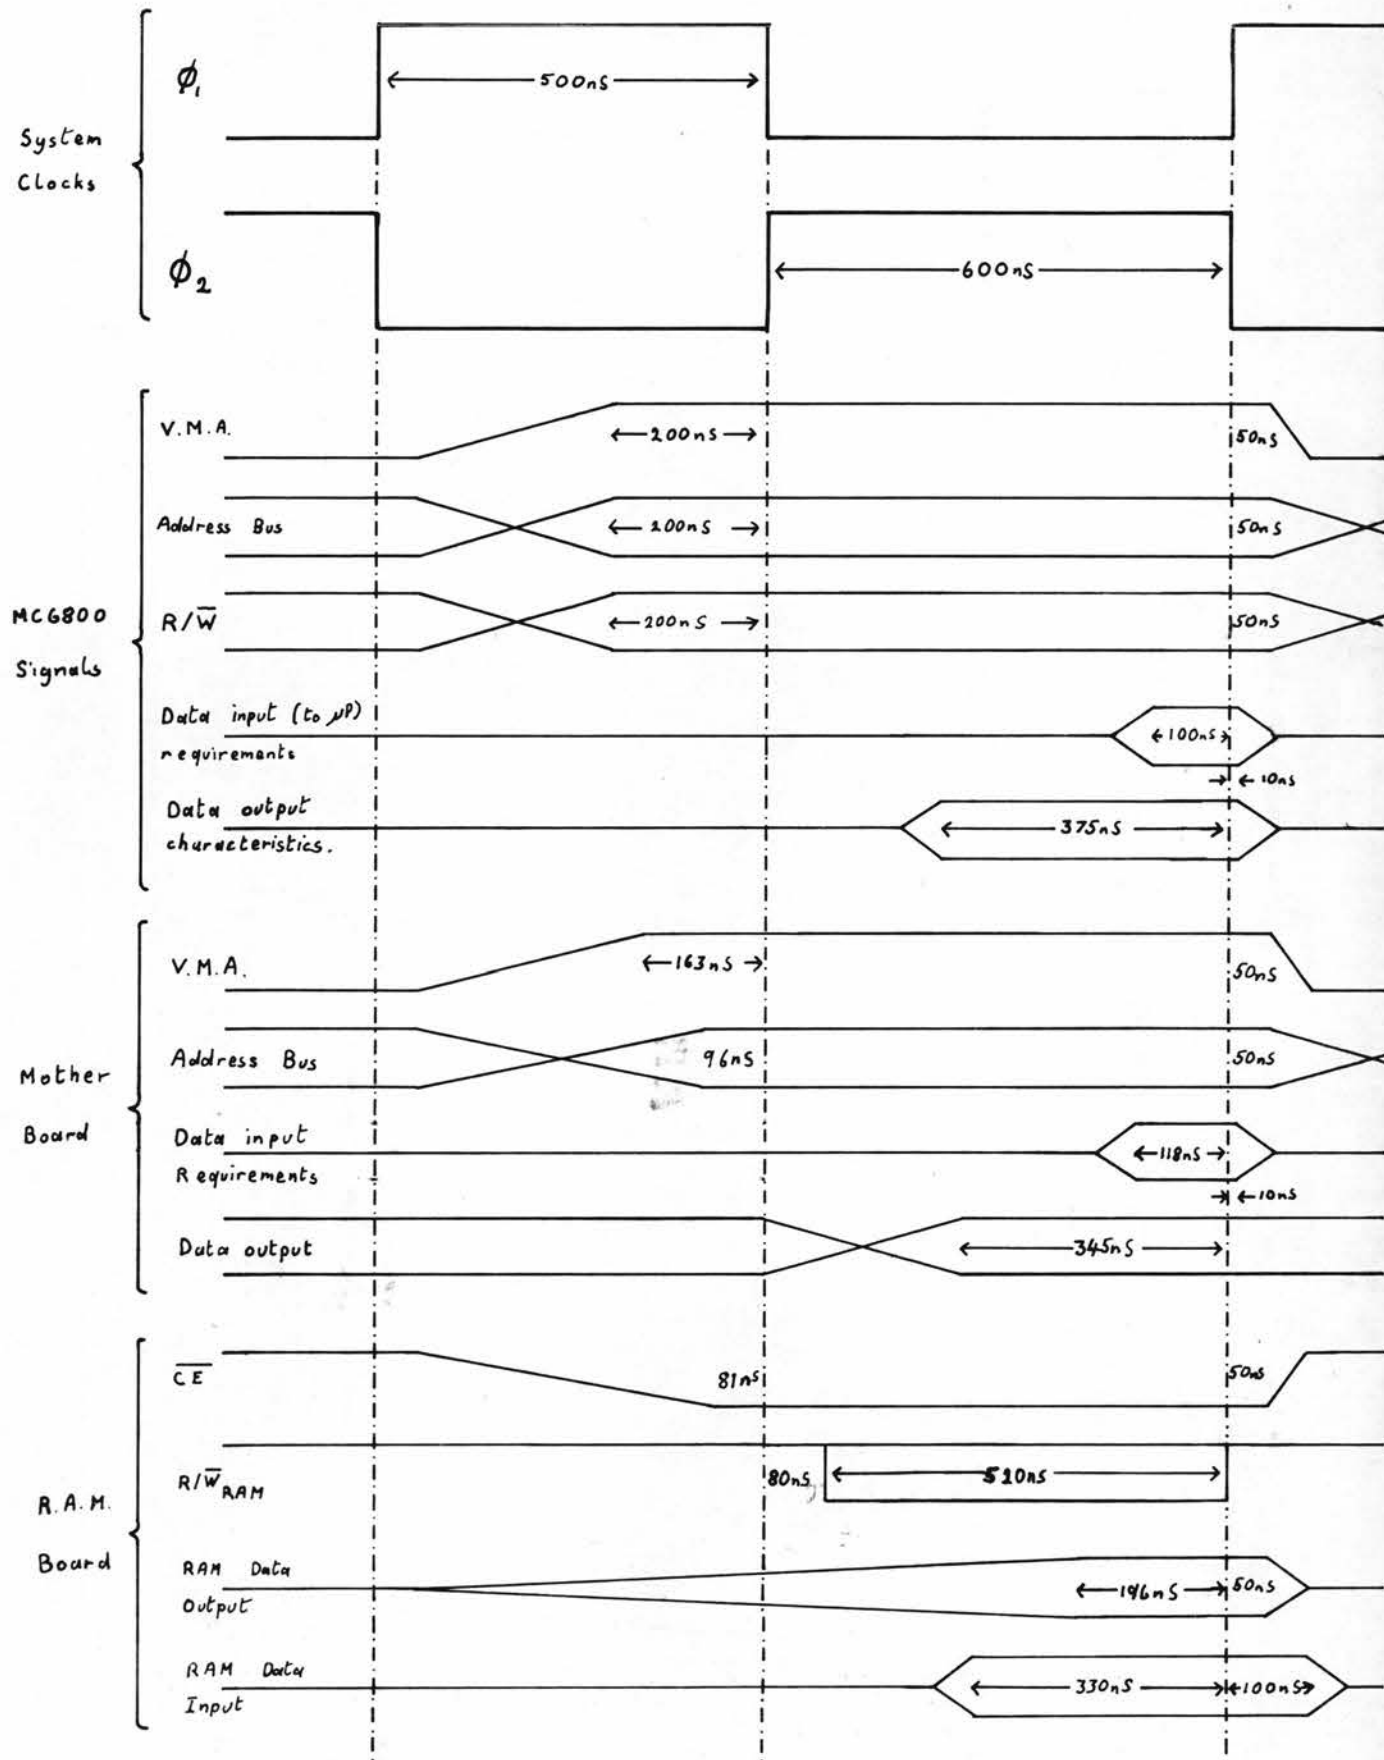 System
Clocks
ϕ₁
500nS
ϕ₂
600nS
MC6800
Signals
V.M.A.
200nS
50nS
Address Bus
200nS
50nS
R/W̅
200nS
50nS
Data input (to μP)
requirements
100nS
10nS
Data output
characteristics.
375nS
Mother
Board
V.M.A.
163nS
50nS
Address Bus
96nS
50nS
Data input
Requirements
118nS
10nS
Data output
345nS
R.A.M.
Board
C̅E̅
81nS
50nS
R/W̅RAM
80nS
520nS
RAM Data
Output
196nS
50nS
RAM Data
Input
330nS
100nS